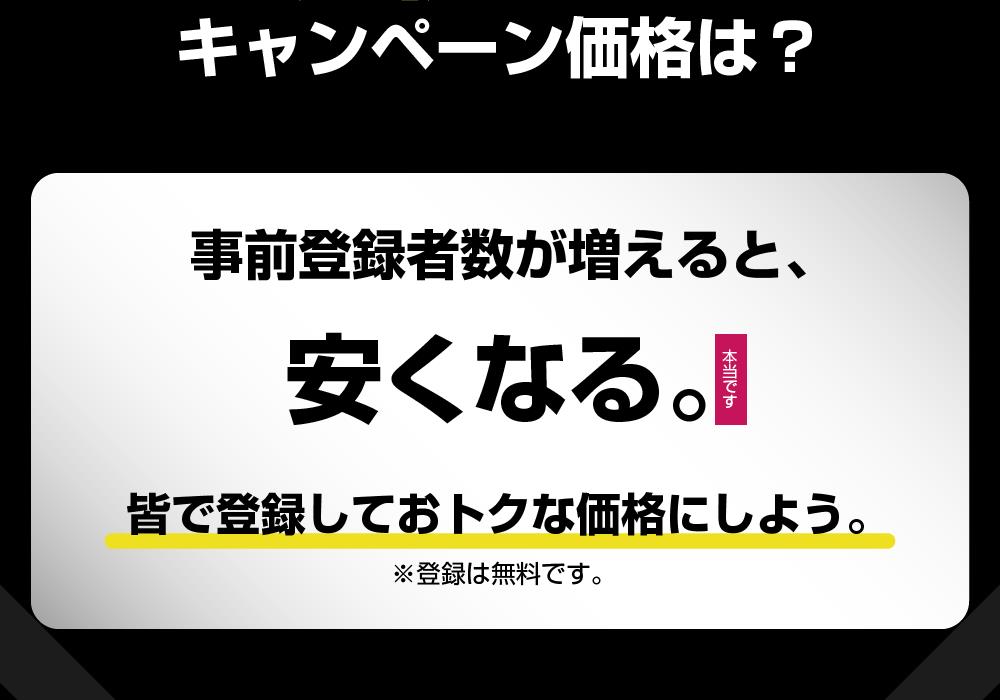 キャンペーン価格は？
事前登録者数が増えると、
安くなる。
本当です
皆で登録しておトクな価格にしよう。
※登録は無料です。